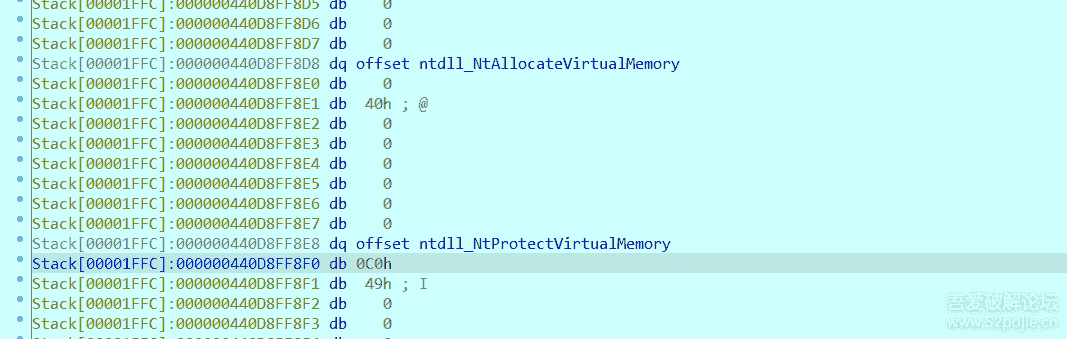 Stack[00001FFC]:000000440D8FF8D5 db    0
Stack[00001FFC]:000000440D8FF8D6 db    0
Stack[00001FFC]:000000440D8FF8D7 db    0
Stack[00001FFC]:000000440D8FF8D8 dq offset ntdll_NtAllocateVirtualMemory
Stack[00001FFC]:000000440D8FF8E0 db    0
Stack[00001FFC]:000000440D8FF8E1 db  40h ; @
Stack[00001FFC]:000000440D8FF8E2 db    0
Stack[00001FFC]:000000440D8FF8E3 db    0
Stack[00001FFC]:000000440D8FF8E4 db    0
Stack[00001FFC]:000000440D8FF8E5 db    0
Stack[00001FFC]:000000440D8FF8E6 db    0
Stack[00001FFC]:000000440D8FF8E7 db    0
Stack[00001FFC]:000000440D8FF8E8 dq offset ntdll_NtProtectVirtualMemory
Stack[00001FFC]:000000440D8FF8F0 db 0C0h
Stack[00001FFC]:000000440D8FF8F1 db  49h ; I
Stack[00001FFC]:000000440D8FF8F2 db    0
Stack[00001FFC]:000000440D8FF8F3 db    0
吾爱破解论坛
www.52pojie.cn